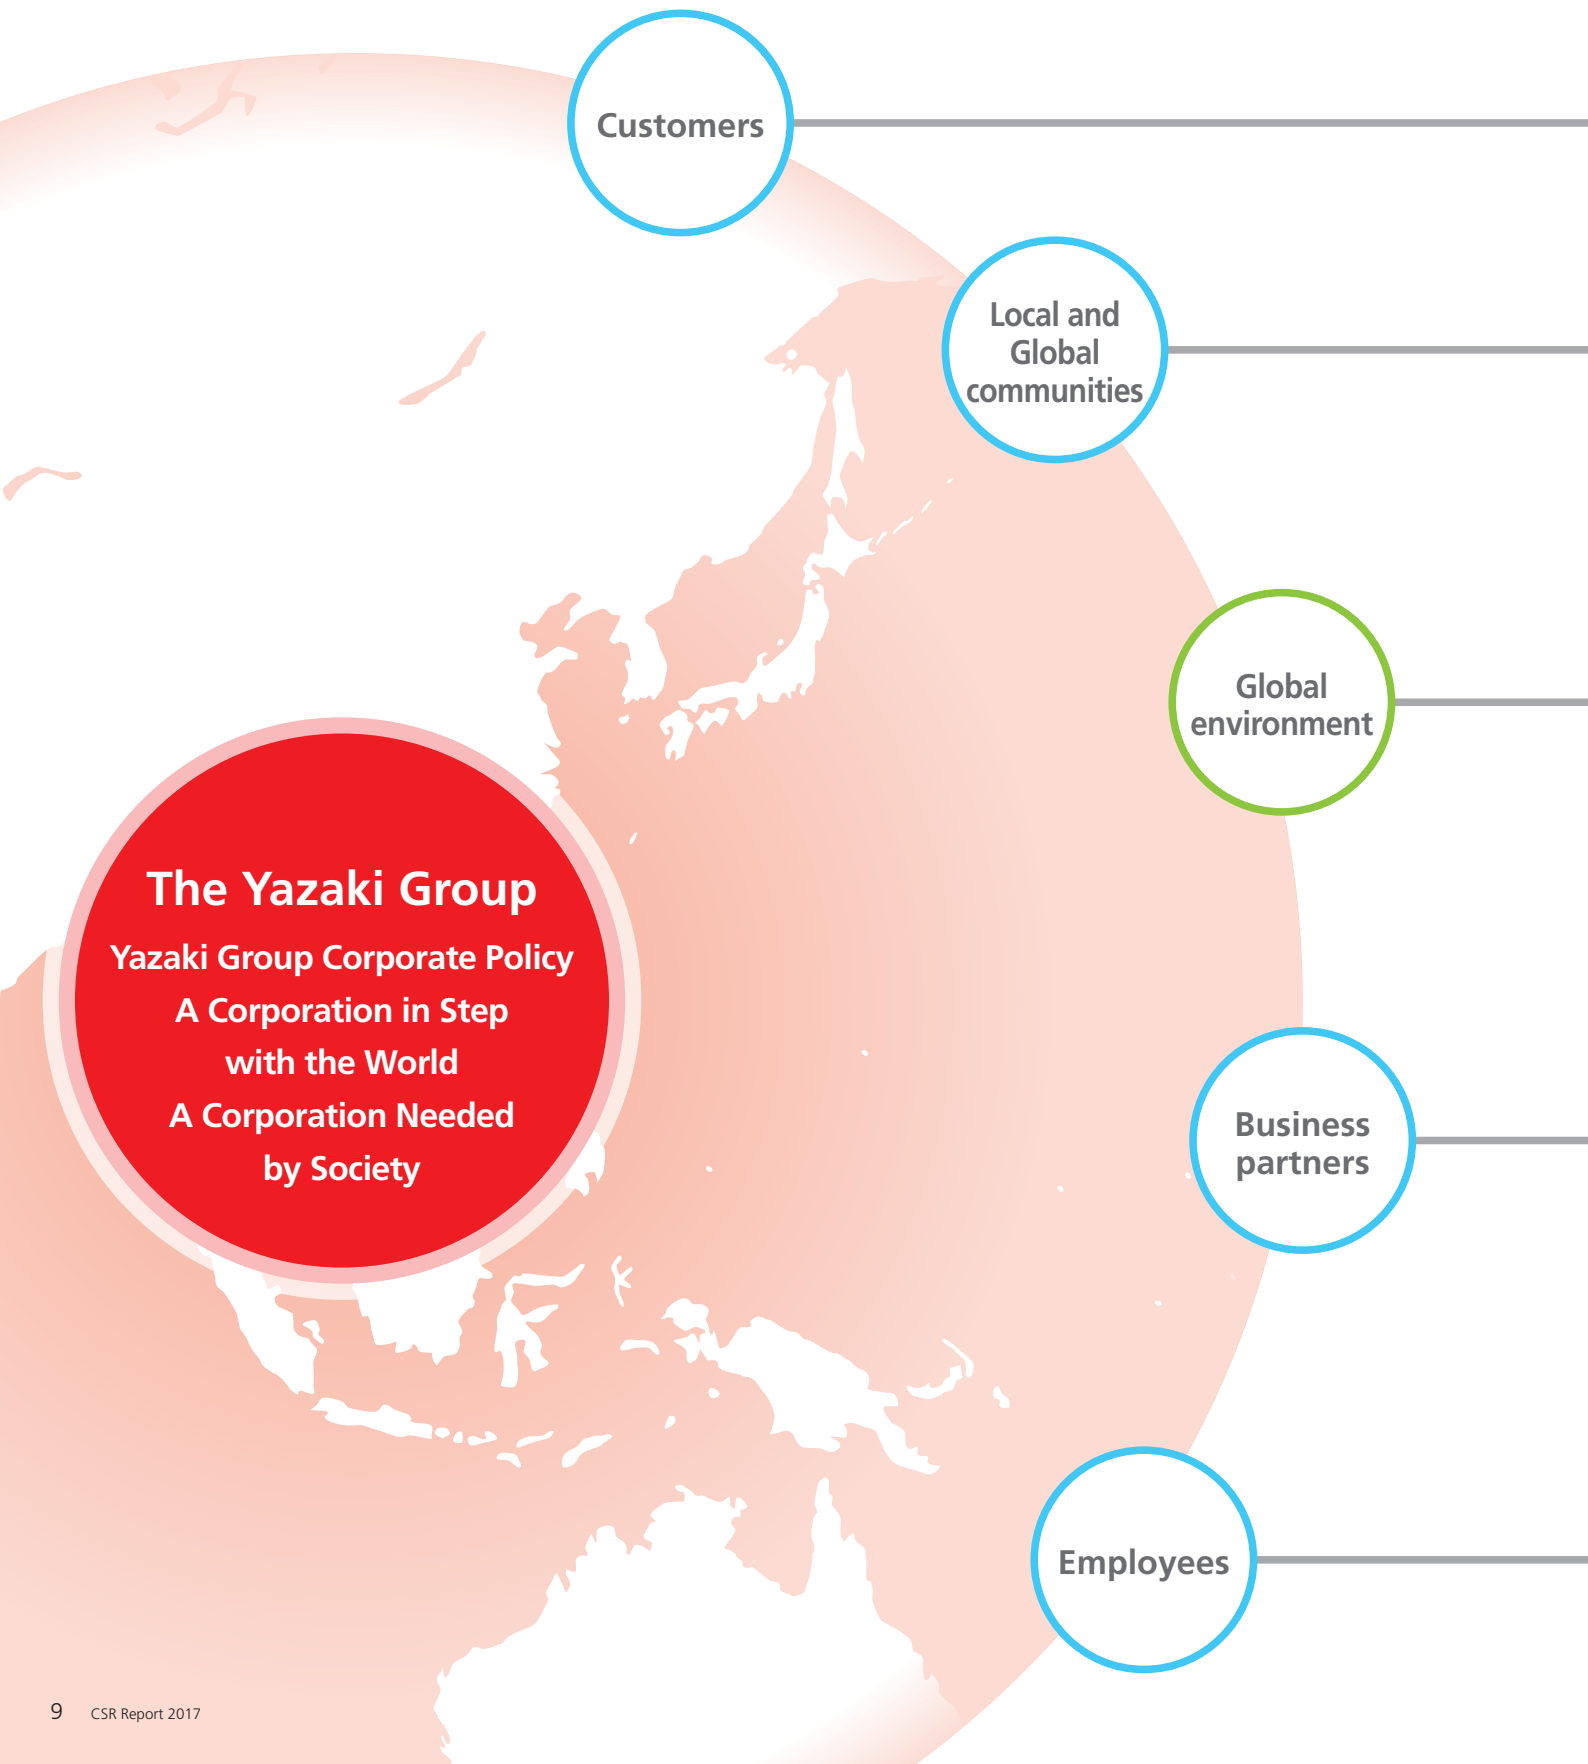 Customers
Local and
Global
communities
Global
environment
The Yazaki Group
Yazaki Group Corporate Policy
A Corporation in Step
with the World
A Corporation Needed
by Society
Business
partners
Employees
9 CSR Report 2017